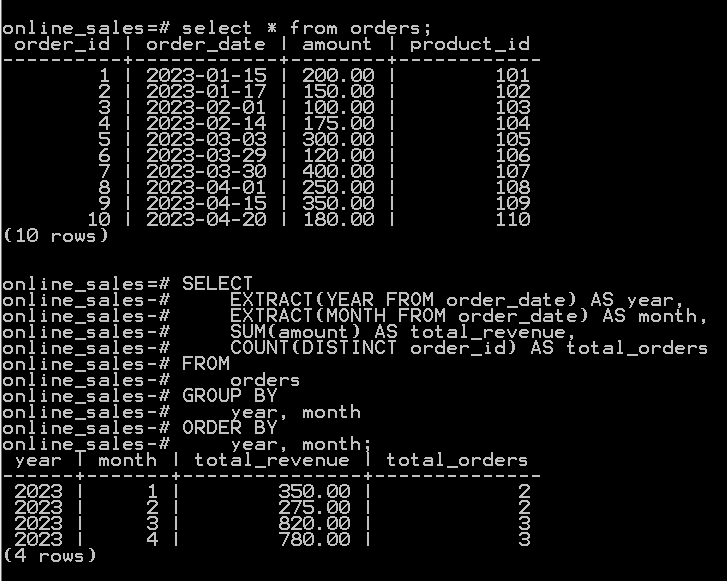 online_sales=# select * from orders;
 order_id | order_date | amount | product_id
----------+------------+--------+------------
        1 | 2023-01-15 | 200.00 |        101
        2 | 2023-01-17 | 150.00 |        102
        3 | 2023-02-01 | 100.00 |        103
        4 | 2023-02-14 | 175.00 |        104
        5 | 2023-03-03 | 300.00 |        105
        6 | 2023-03-29 | 120.00 |        106
        7 | 2023-03-30 | 400.00 |        107
        8 | 2023-04-01 | 250.00 |        108
        9 | 2023-04-15 | 350.00 |        109
       10 | 2023-04-20 | 180.00 |        110
(10 rows)
online_sales=# SELECT
online_sales-#     EXTRACT(YEAR FROM order_date) AS year,
online_sales-#     EXTRACT(MONTH FROM order_date) AS month,
online_sales-#     SUM(amount) AS total_revenue,
online_sales-#     COUNT(DISTINCT order_id) AS total_orders
online_sales-# FROM
online_sales-#     orders
online_sales-# GROUP BY
online_sales-#     year, month
online_sales-# ORDER BY
online_sales-#     year, month;
 year | month | total_revenue | total_orders
------+-------+---------------+--------------
 2023 |     1 |        350.00 |            2
 2023 |     2 |        275.00 |            2
 2023 |     3 |        820.00 |            3
 2023 |     4 |        780.00 |            3
(4 rows)